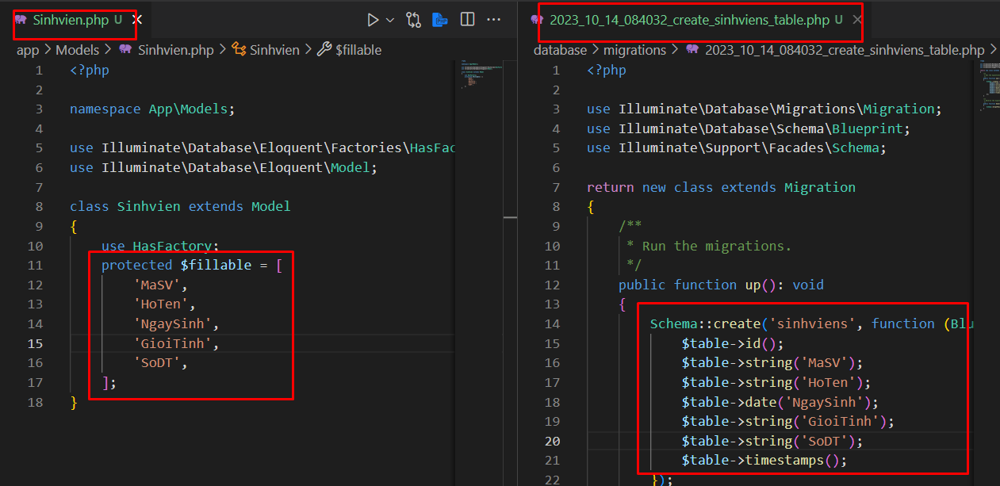 Sinhvien.php U
app > Models > Sinhvien.php > Sinhvien > $fillable
1 <?php
2
3 namespace App\Models;
4
5 use Illuminate\Database\Eloquent\Factories\HasFac
6 use Illuminate\Database\Eloquent\Model;
7
8 class Sinhvien extends Model
9 {
10 use HasFactory;
11 protected $fillable = [
12 'MaSV',
13 'HoTen',
14 'NgaySinh',
15 'GioiTinh',
16 'SoDT',
17 ];
18 }
2023_10_14_084032_create_sinhviens_table.php U
database > migrations > 2023_10_14_084032_create_sinhviens_table.php >
1 <?php
2
3 use Illuminate\Database\Migrations\Migration;
4 use Illuminate\Database\Schema\Blueprint;
5 use Illuminate\Support\Facades\Schema;
6
7 return new class extends Migration
8 {
9 /**
10 * Run the migrations.
11 */
12 public function up(): void
13 {
14 Schema::create('sinhviens', function (Blu
15 $table->id();
16 $table->string('MaSV');
17 $table->string('HoTen');
18 $table->date('NgaySinh');
19 $table->string('GioiTinh');
20 $table->string('SoDT');
21 $table->timestamps();
22 });